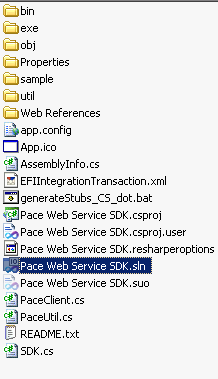 bin
exe
obj
Properties
sample
util
Web References
app.config
App.ico
AssemblyInfo.cs
EFIIntegrationTransaction.xml
generateStubs_CS_dot.bat
Pace Web Service SDK.csproj
Pace Web Service SDK.csproj.user
Pace Web Service SDK.resharperoptions
Pace Web Service SDK.sln
Pace Web Service SDK.suo
PaceClient.cs
PaceUtil.cs
README.txt
SDK.cs